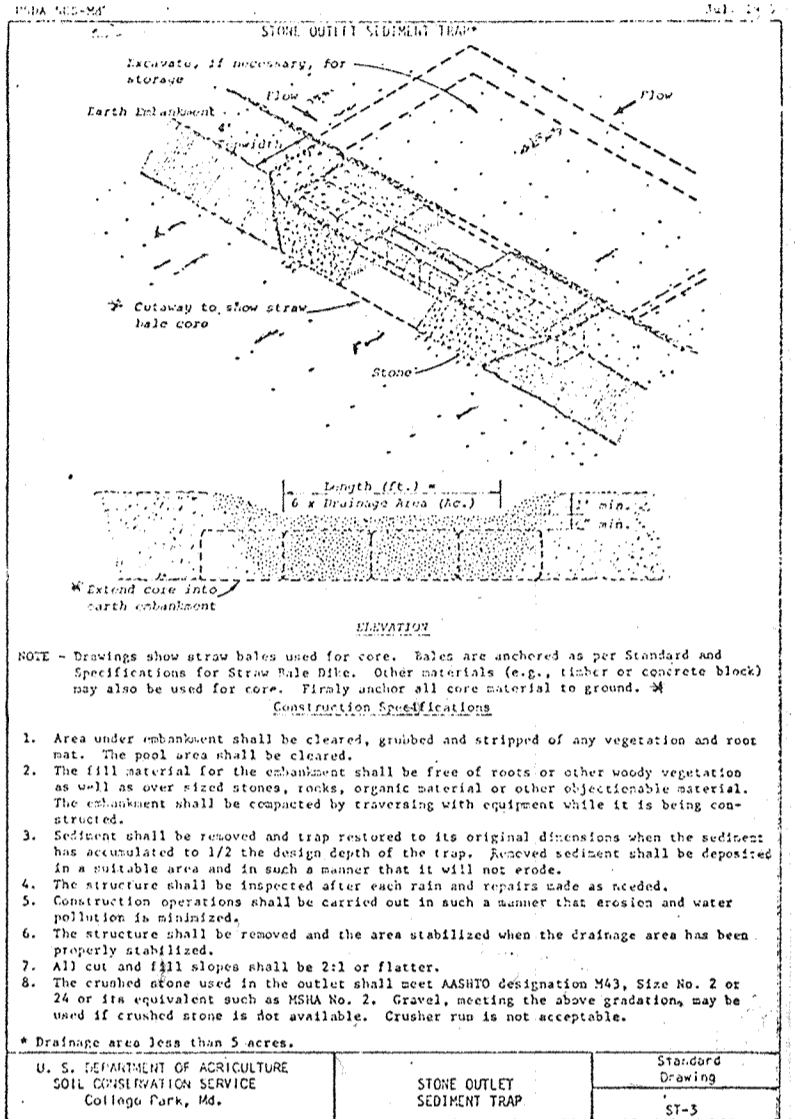 USDA SCS-Md
STONE OUTLET SEDIMENT TRAP*
Excavate, if necessary, for
storage
Flow
Flow
Earth Embankment
4'
Topwidth
Cutaway to show straw
bale core
Stone
Length (ft.) =
6 x Drainage Area (Ac.)
1' min.
6" min.
Extend core into
earth embankment
ELEVATION
NOTE - Drawings show straw bales used for core. Bales are anchored as per Standard and
Specifications for Straw Bale Dike. Other materials (e.g., timber or concrete block)
may also be used for core. Firmly anchor all core material to ground.
Construction Specifications
1. Area under embankment shall be cleared, grubbed and stripped of any vegetation and root
mat. The pool area shall be cleared.
2. The fill material for the embankment shall be free of roots or other woody vegetation
as well as over sized stones, rocks, organic material or other objectionable material.
The embankment shall be compacted by traversing with equipment while it is being con-
structed.
3. Sediment shall be removed and trap restored to its original dimensions when the sediment
has accumulated to 1/2 the design depth of the trap. Removed sediment shall be deposited
in a suitable area and in such a manner that it will not erode.
4. The structure shall be inspected after each rain and repairs made as needed.
5. Construction operations shall be carried out in such a manner that erosion and water
pollution is minimized.
6. The structure shall be removed and the area stabilized when the drainage area has been
properly stabilized.
7. All cut and fill slopes shall be 2:1 or flatter.
8. The crushed stone used in the outlet shall meet AASHTO designation M43, Size No. 2 or
24 or its equivalent such as MSHA No. 2. Gravel, meeting the above gradation, may be
used if crushed stone is not available. Crusher run is not acceptable.
* Drainage area less than 5 acres.
U. S. DEPARTMENT OF AGRICULTURE
SOIL CONSERVATION SERVICE
College Park, Md.
STONE OUTLET
SEDIMENT TRAP
Standard
Drawing
ST-3